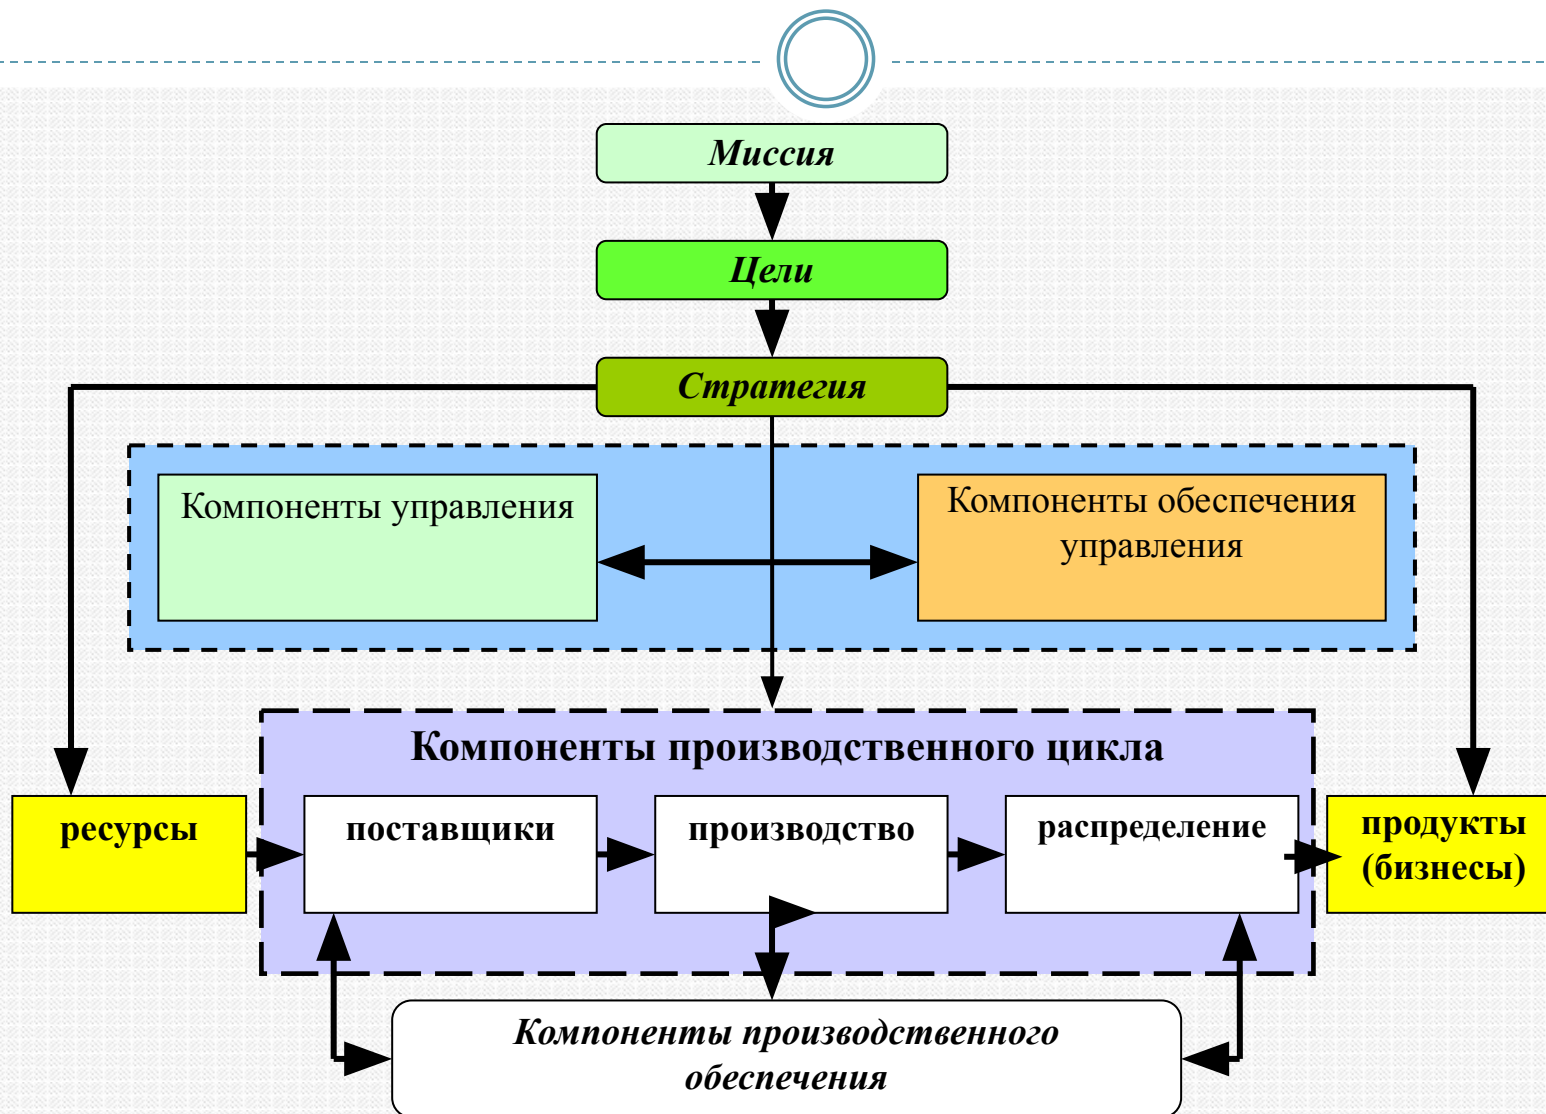 Миссия
Цели
Стратегия
Компоненты управления
Компоненты обеспечения
управления
Компоненты производственного цикла
ресурсы
поставщики
производство
распределение
продукты
(бизнесы)
Компоненты производственного
обеспечения